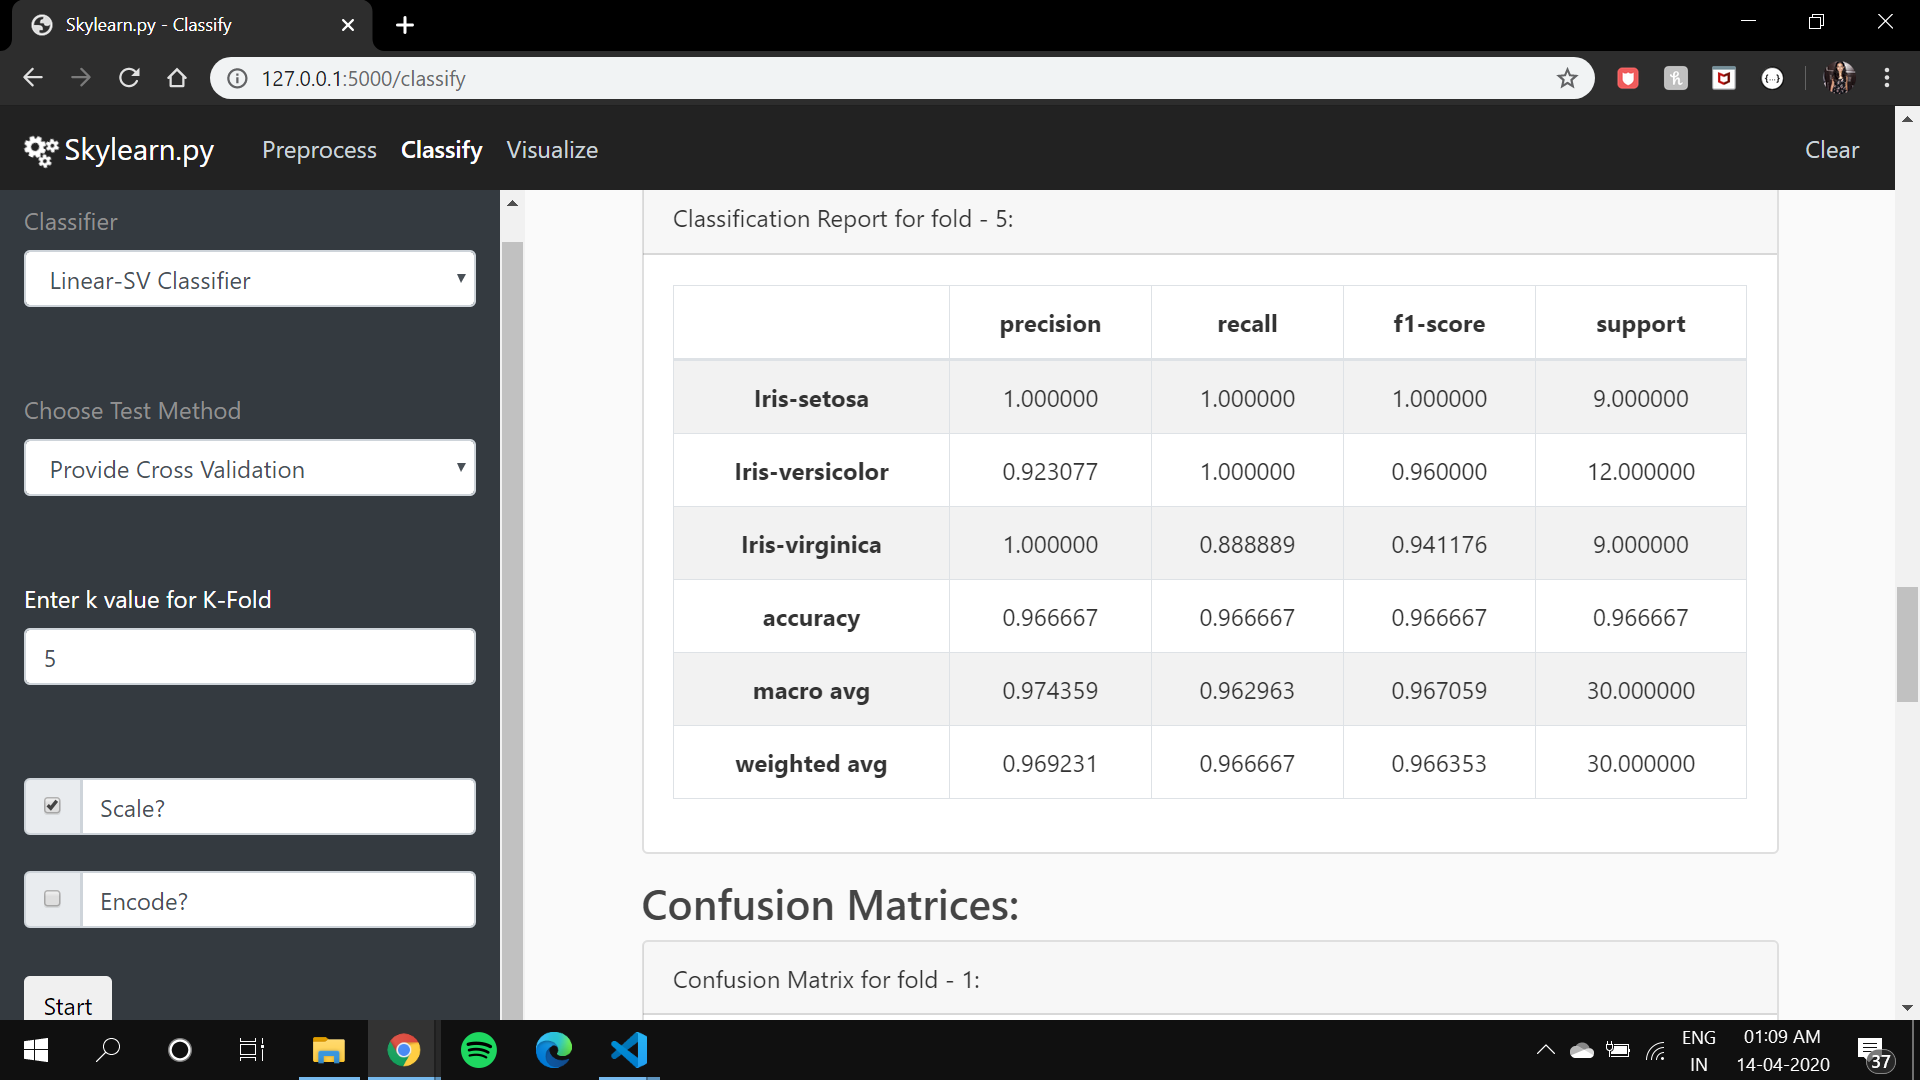 Skylearn.py - Classify
127.0.0.1:5000/classify
Skylearn.py Preprocess Classify Visualize Clear
Classifier
Linear-SV Classifier
Choose Test Method
Provide Cross Validation
Enter k value for K-Fold
5
Scale?
Encode?
Start
Classification Report for fold - 5:
precision recall f1-score support
Iris-setosa 1.000000 1.000000 1.000000 9.000000
Iris-versicolor 0.923077 1.000000 0.960000 12.000000
Iris-virginica 1.000000 0.888889 0.941176 9.000000
accuracy 0.966667 0.966667 0.966667 0.966667
macro avg 0.974359 0.962963 0.967059 30.000000
weighted avg 0.969231 0.966667 0.966353 30.000000
Confusion Matrices:
Confusion Matrix for fold - 1:
ENG 01:09 AM
IN 14-04-2020 37